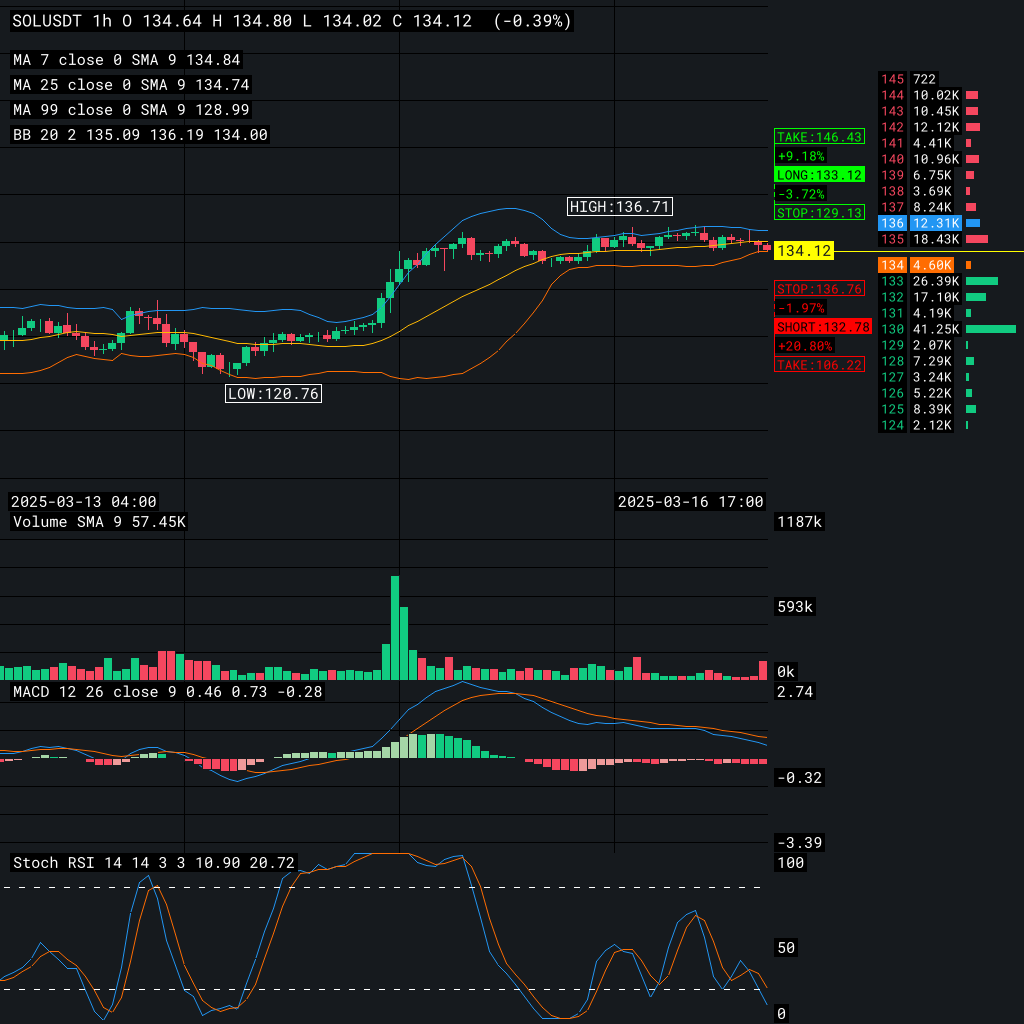 SOLUSDT 1h O 134.64 H 134.80 L 134.02 C 134.12 (-0.39%)
MA 7 close 0 SMA 9 134.84
MA 25 close 0 SMA 9 134.74
MA 99 close 0 SMA 9 128.99
BB 20 2 135.09 136.19 134.00
HIGH:136.71
LOW:120.76
TAKE:146.43
+9.18%
LONG:133.12
-3.72%
STOP:129.13
134.12
STOP:136.76
-1.97%
SHORT:132.78
+20.80%
TAKE:106.22
145 722
144 10.02K
143 10.45K
142 12.12K
141 4.41K
140 10.96K
139 6.75K
138 3.69K
137 8.24K
136 12.31K
135 18.43K
134 4.60K
133 26.39K
132 17.10K
131 4.19K
130 41.25K
129 2.07K
128 7.29K
127 3.24K
126 5.22K
125 8.39K
124 2.12K
2025-03-13 04:00
2025-03-16 17:00
Volume SMA 9 57.45K
1187k
593k
0k
MACD 12 26 close 9 0.46 0.73 -0.28
2.74
-0.32
-3.39
Stoch RSI 14 14 3 3 10.90 20.72
100
50
0